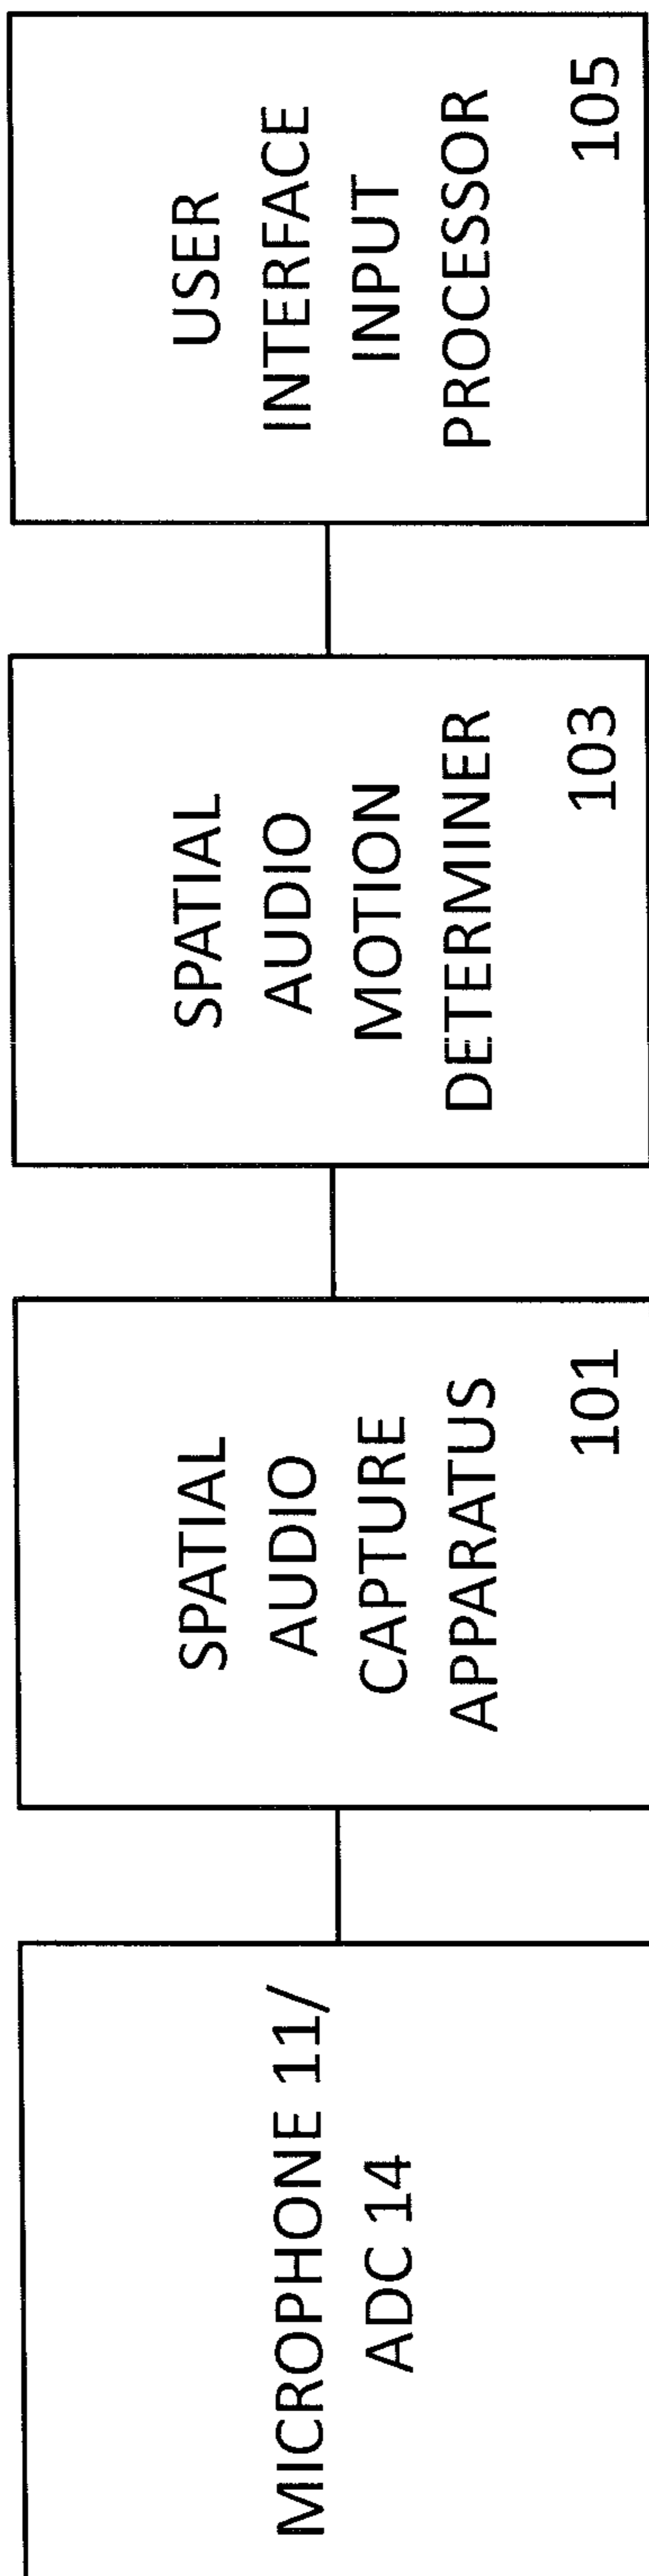 MICROPHONE 11/
ADC 14
SPATIAL
AUDIO
CAPTURE
APPARATUS
101
SPATIAL
AUDIO
MOTION
DETERMINER
103
USER
INTERFACE
INPUT
PROCESSOR
105